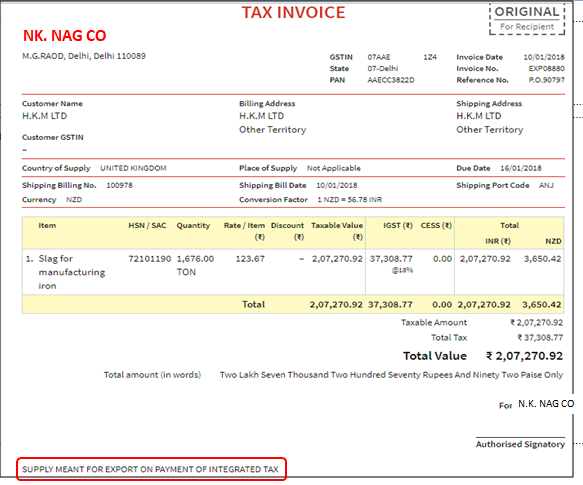 TAX INVOICE
ORIGINAL
For Recipient
NK. NAG CO
M.G.RAOD, Delhi, Delhi 110089
GSTIN 07AAE 1Z4 Invoice Date 10/01/2018
State 07-Delhi Invoice No. EXP08880
PAN AAECC3822D Reference No. P.O.90797
Customer Name Billing Address Shipping Address
H.K.M LTD H.K.M LTD H.K.M LTD
Other Territory Other Territory
Customer GSTIN
–
Country of Supply UNITED KINGDOM Place of Supply Not Applicable Due Date 16/01/2018
Shipping Billing No. 100978 Shipping Bill Date 10/01/2018 Shipping Port Code ANJ
Currency NZD Conversion Factor 1 NZD = 56.78 INR
Item HSN / SAC Quantity Rate / Item (₹) Discount (₹) Taxable Value (₹) IGST (₹) CESS (₹) Total
INR (₹) NZD
1. Slag for 72101190 1,676.00 123.67 – 2,07,270.92 37,308.77 0.00 2,07,270.92 3,650.42
manufacturing TON @18%
iron
Total 2,07,270.92 37,308.77 0.00 2,07,270.92 3,650.42
Taxable Amount ₹ 2,07,270.92
Total Tax ₹ 37,308.77
Total Value ₹ 2,07,270.92
Total amount (in words) Two Lakh Seven Thousand Two Hundred Seventy Rupees And Ninety Two Paise Only
For N.K. NAG CO
Authorised Signatory
SUPPLY MEANT FOR EXPORT ON PAYMENT OF INTEGRATED TAX